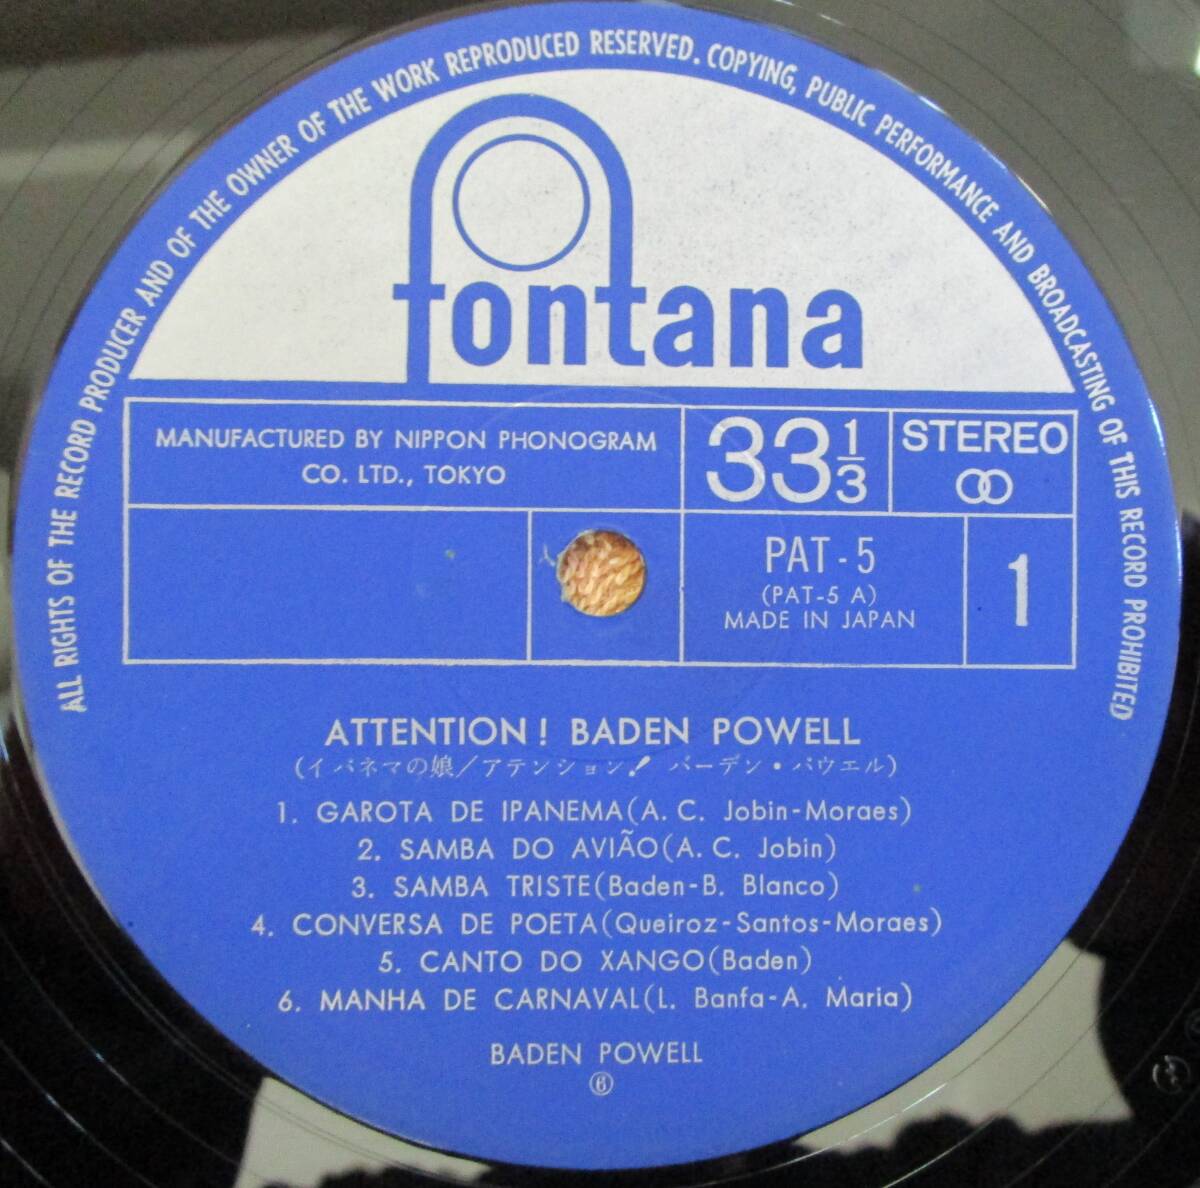 ALL RIGHTS OF THE RECORD PRODUCER AND OF THE OWNER OF THE WORK REPRODUCED RESERVED. COPYING, PUBLIC PERFORMANCE AND BROADCASTING OF THIS RECORD PROHIBITED
fontana
MANUFACTURED BY NIPPON PHONOGRAM
CO. LTD., TOKYO
33 1/3
STEREO
PAT-5
(PAT-5 A)
MADE IN JAPAN
1
ATTENTION! BADEN POWELL
(イパネマの娘/アテンション! バーデン・パウエル)
1. GAROTA DE IPANEMA(A. C. Jobin-Moraes)
2. SAMBA DO AVIÃO(A. C. Jobin)
3. SAMBA TRISTE(Baden-B. Blanco)
4. CONVERSA DE POETA(Queiroz-Santos-Moraes)
5. CANTO DO XANGO(Baden)
6. MANHA DE CARNAVAL(L. Banfa-A. Maria)
BADEN POWELL
⑥